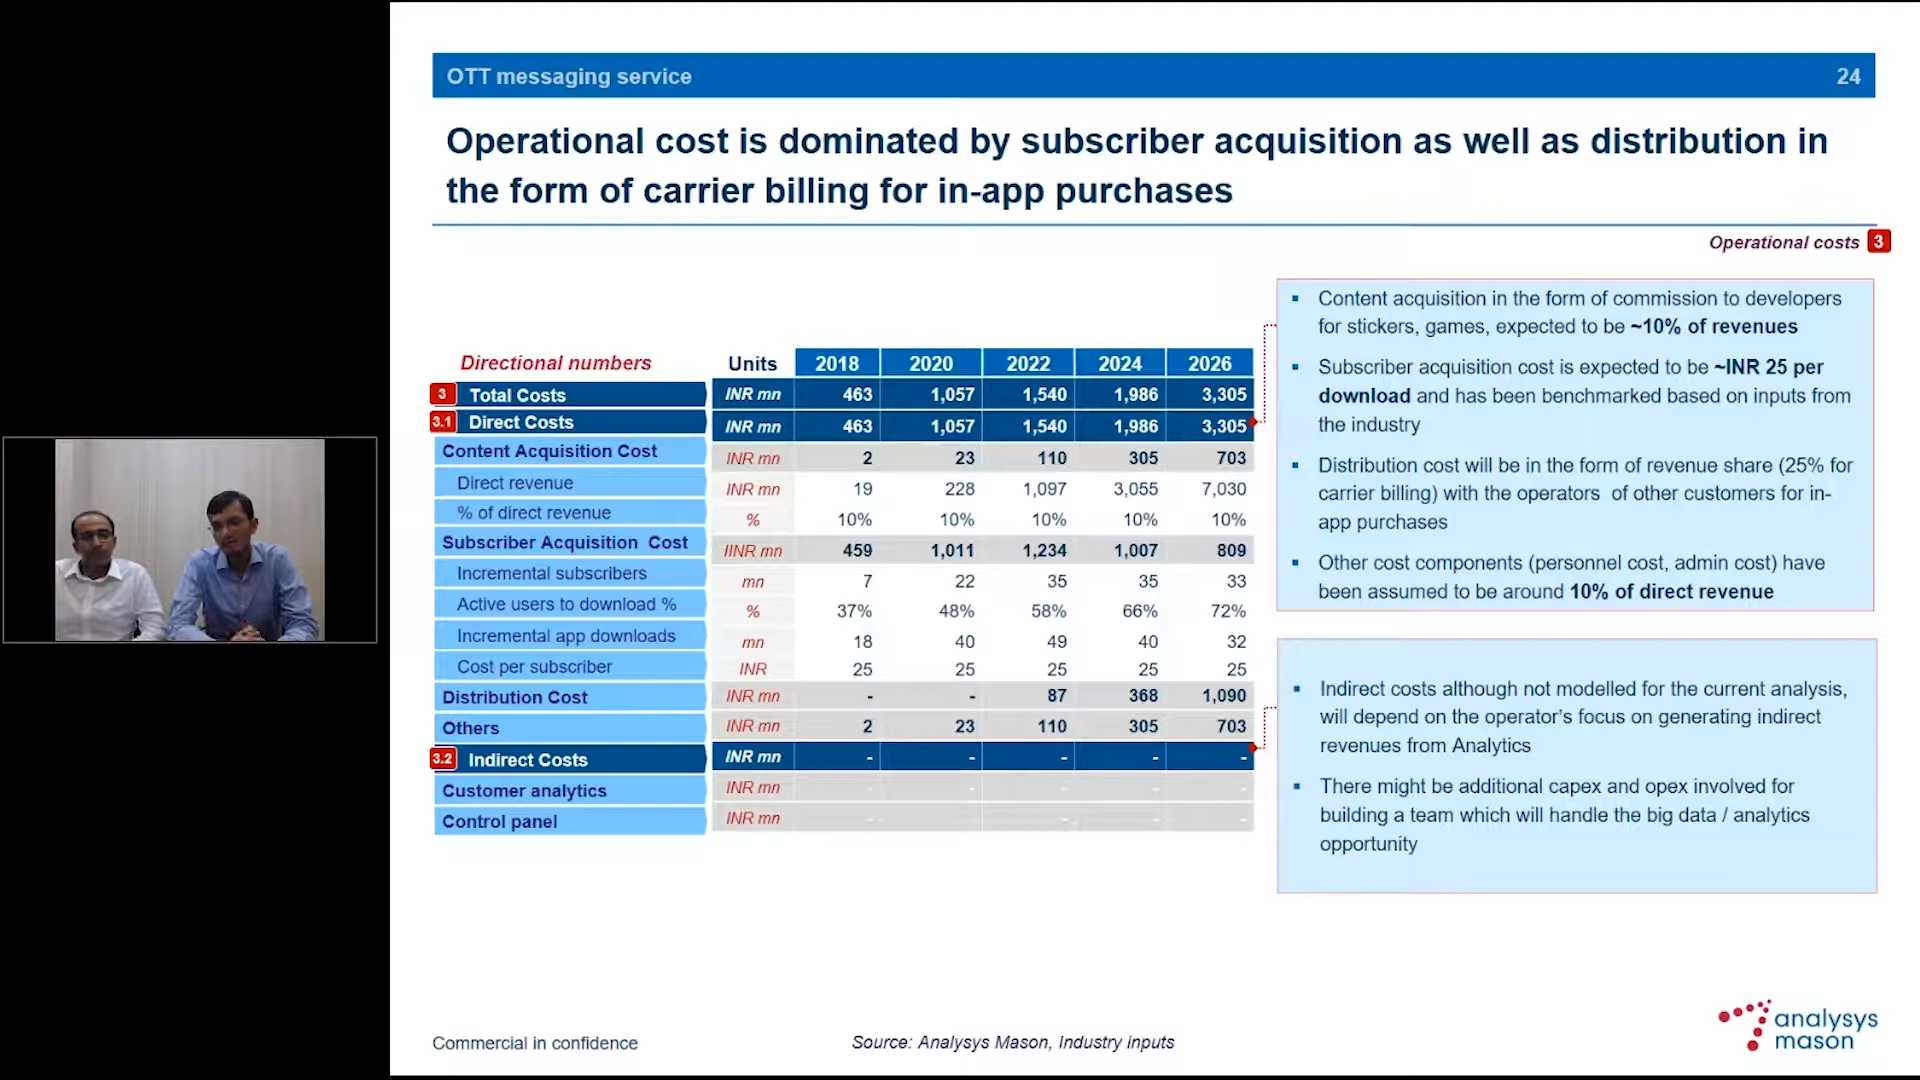 OTT messaging service 24
Operational cost is dominated by subscriber acquisition as well as distribution in
the form of carrier billing for in-app purchases
Operational costs 3
Directional numbers Units 2018 2020 2022 2024 2026
3 Total Costs INR mn 463 1,057 1,540 1,986 3,305
3.1 Direct Costs INR mn 463 1,057 1,540 1,986 3,305
Content Acquisition Cost INR mn 2 23 110 305 703
Direct revenue INR mn 19 228 1,097 3,055 7,030
% of direct revenue % 10% 10% 10% 10% 10%
Subscriber Acquisition Cost IINR mn 459 1,011 1,234 1,007 809
Incremental subscribers mn 7 22 35 35 33
Active users to download % % 37% 48% 58% 66% 72%
Incremental app downloads mn 18 40 49 40 32
Cost per subscriber INR 25 25 25 25 25
Distribution Cost INR mn - - 87 368 1,090
Others INR mn 2 23 110 305 703
3.2 Indirect Costs INR mn - - - - -
Customer analytics INR mn - - - - -
Control panel INR mn - - - - -
▪ Content acquisition in the form of commission to developers
for stickers, games, expected to be ~10% of revenues
▪ Subscriber acquisition cost is expected to be ~INR 25 per
download and has been benchmarked based on inputs from
the industry
▪ Distribution cost will be in the form of revenue share (25% for
carrier billing) with the operators of other customers for in-
app purchases
▪ Other cost components (personnel cost, admin cost) have
been assumed to be around 10% of direct revenue
▪ Indirect costs although not modelled for the current analysis,
will depend on the operator's focus on generating indirect
revenues from Analytics
▪ There might be additional capex and opex involved for
building a team which will handle the big data / analytics
opportunity
Commercial in confidence
Source: Analysys Mason, Industry inputs
analysys
mason